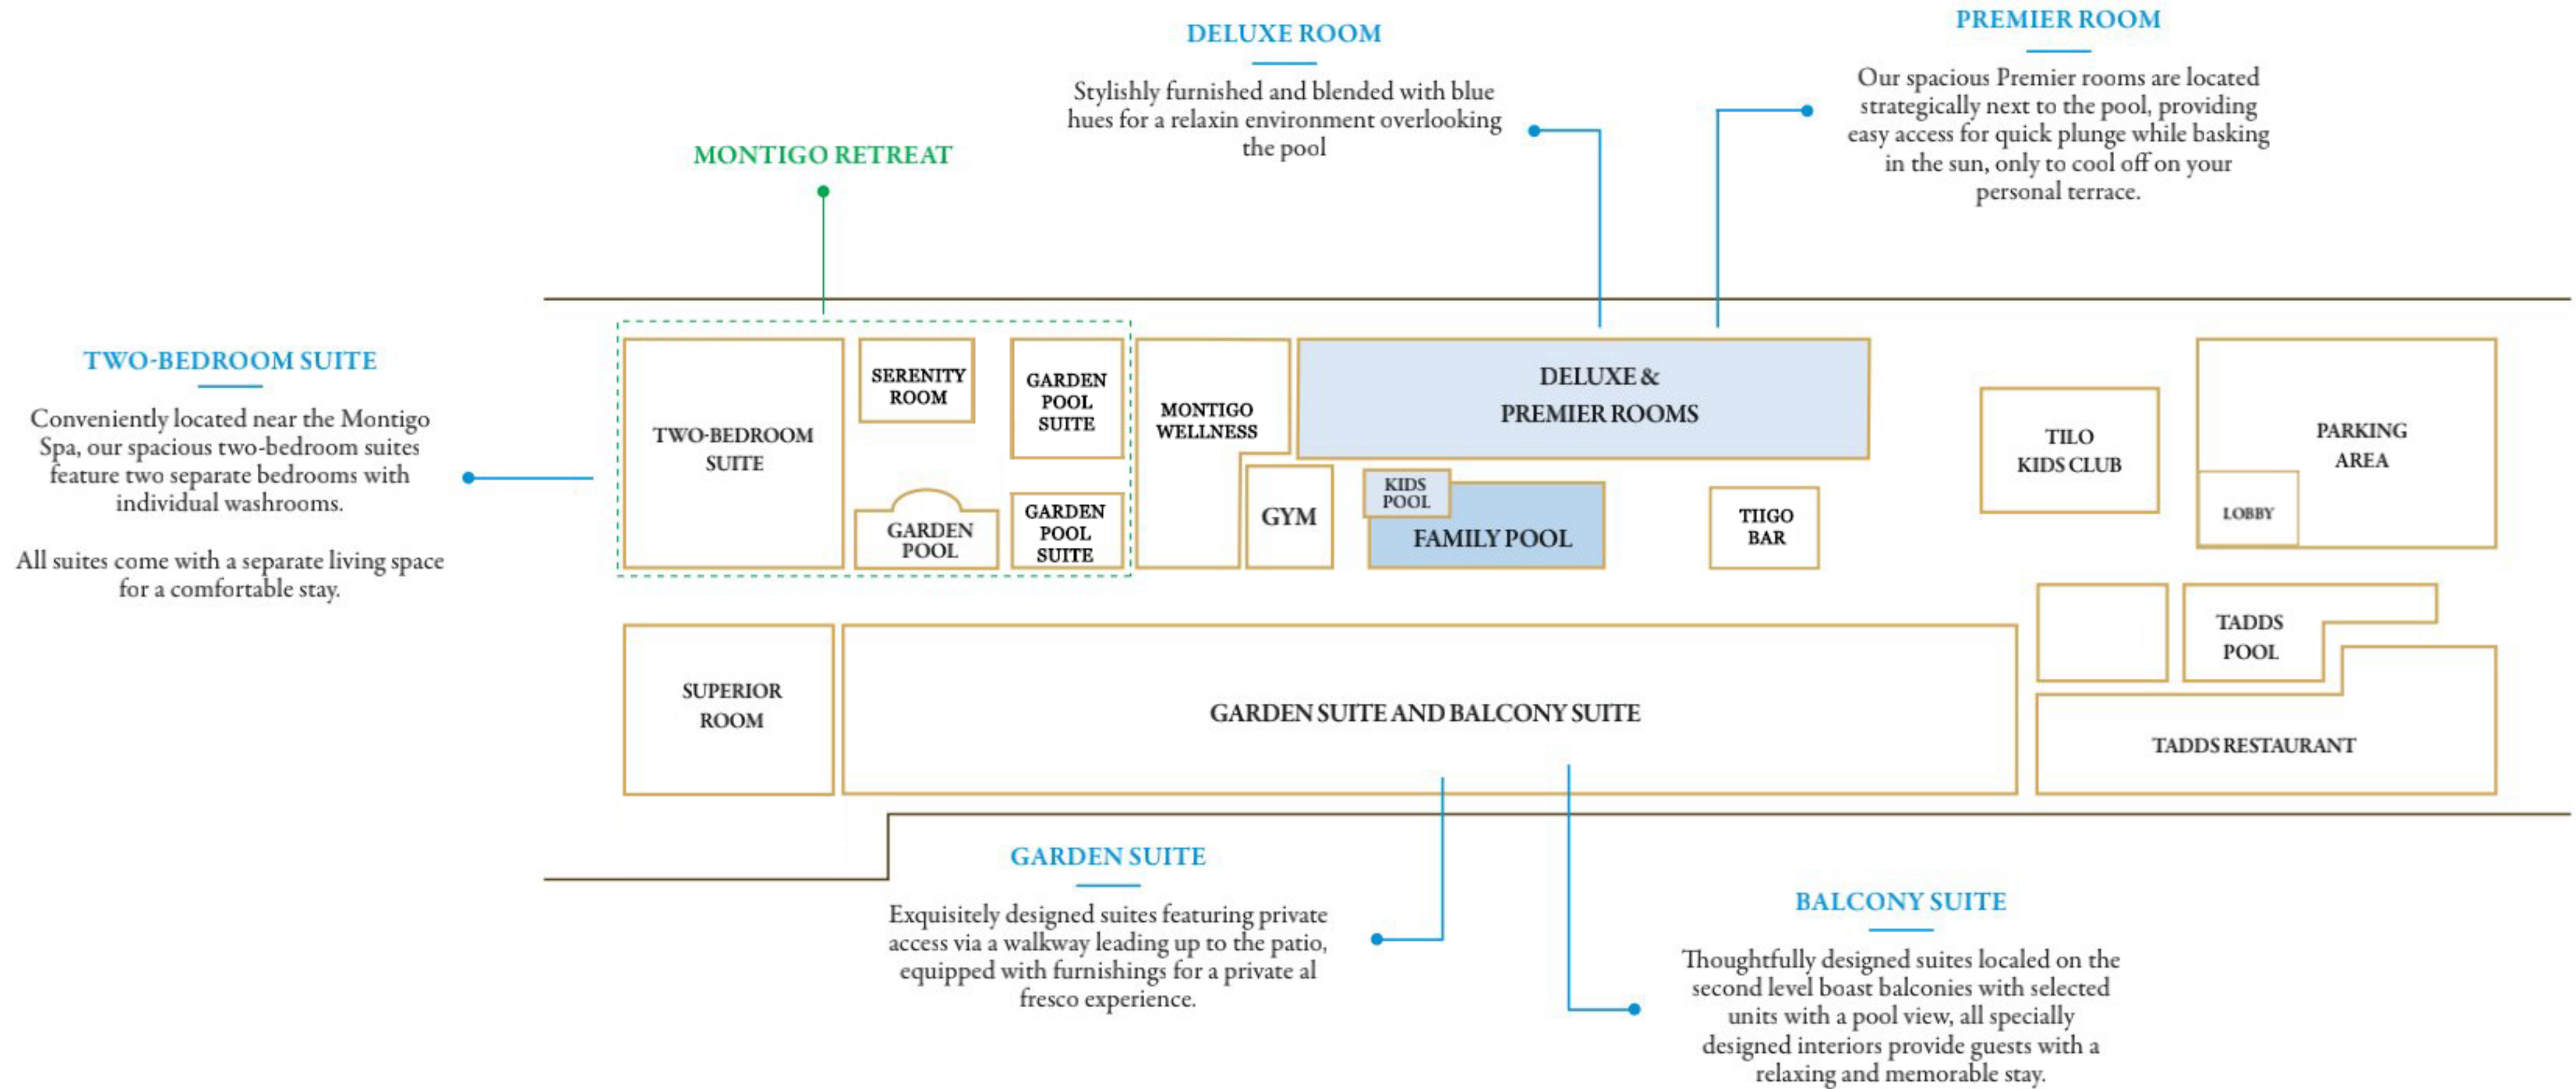 DELUXE ROOM
Stylishly furnished and blended with blue
hues for a relaxin environment overlooking
the pool
PREMIER ROOM
Our spacious Premier rooms are located
strategically next to the pool, providing
easy access for quick plunge while basking
in the sun, only to cool off on your
personal terrace.
MONTIGO RETREAT
TWO-BEDROOM SUITE
Conveniently located near the Montigo
Spa, our spacious two-bedroom suites
feature two separate bedrooms with
individual washrooms.
All suites come with a separate living space
for a comfortable stay.
TWO-BEDROOM
SUITE
SERENITY
ROOM
GARDEN
POOL
SUITE
GARDEN
POOL
GARDEN
POOL
SUITE
MONTIGO
WELLNESS
GYM
DELUXE &
PREMIER ROOMS
KIDS
POOL
FAMILY POOL
TIIGO
BAR
TILO
KIDS CLUB
PARKING
AREA
LOBBY
SUPERIOR
ROOM
GARDEN SUITE AND BALCONY SUITE
TADDS
POOL
TADDS RESTAURANT
GARDEN SUITE
Exquisitely designed suites featuring private
access via a walkway leading up to the patio,
equipped with furnishings for a private al
fresco experience.
BALCONY SUITE
Thoughtfully designed suites localed on the
second level boast balconies with selected
units with a pool view, all specially
designed interiors provide guests with a
relaxing and memorable stay.